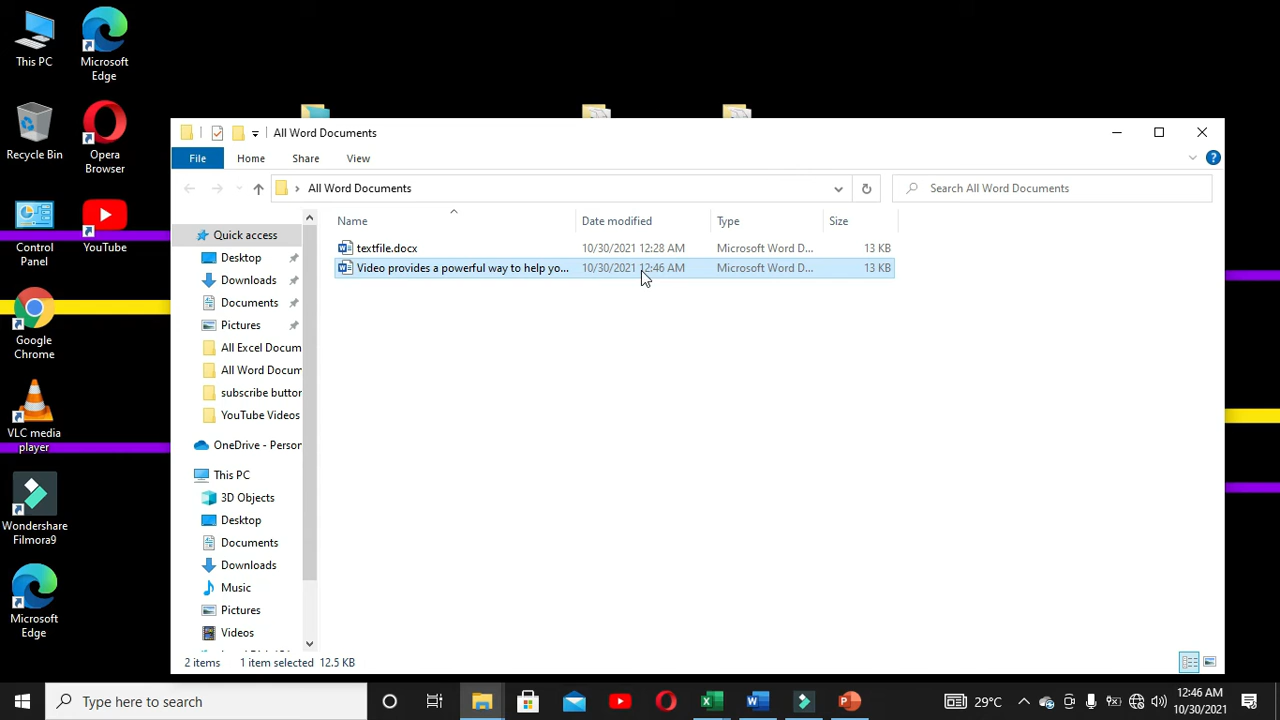 This PC
Microsoft
Edge
Recycle Bin
Opera
Browser
Control
Panel
YouTube
Google
Chrome
VLC media
player
Wondershare
Filmora9
Microsoft
Edge
All Word Documents
File Home Share View
All Word Documents
Search All Word Documents
Name Date modified Type Size
textfile.docx 10/30/2021 12:28 AM Microsoft Word D... 13 KB
Video provides a powerful way to help yo... 10/30/2021 12:46 AM Microsoft Word D... 13 KB
Quick access
Desktop
Downloads
Documents
Pictures
All Excel Docum
All Word Docum
subscribe buttor
YouTube Videos
OneDrive - Person
This PC
3D Objects
Desktop
Documents
Downloads
Music
Pictures
Videos
2 items 1 item selected 12.5 KB
Type here to search
29°C
12:46 AM
10/30/2021